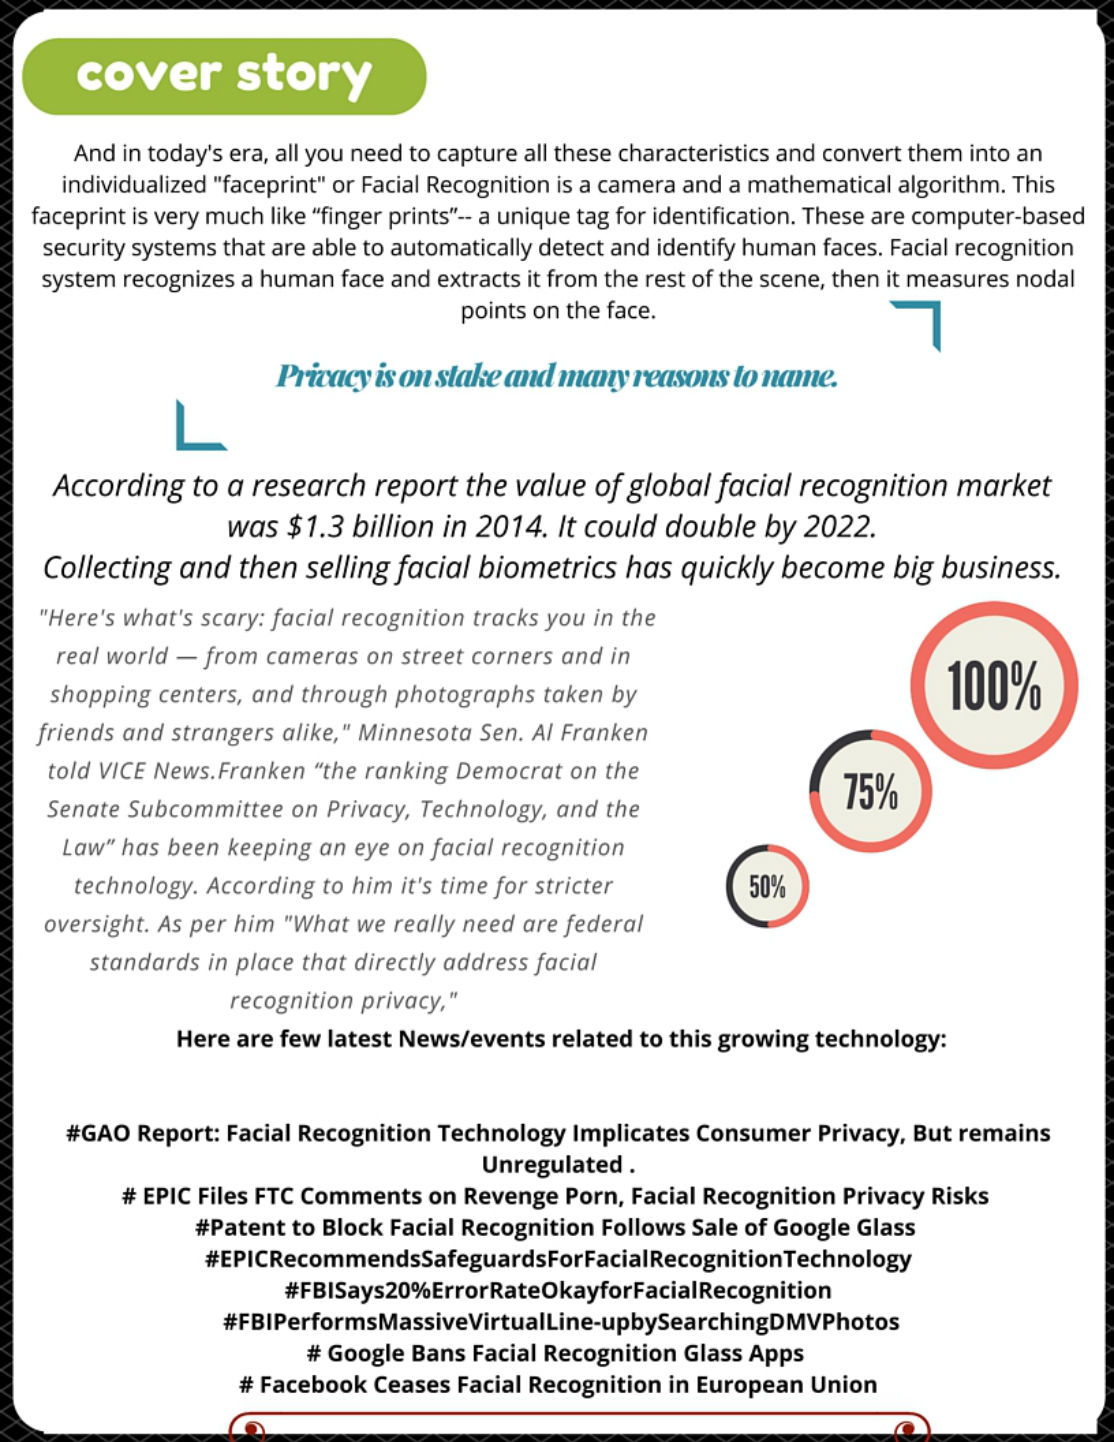 cover story
And in today's era, all you need to capture all these characteristics and convert them into an
individualized "faceprint" or Facial Recognition is a camera and a mathematical algorithm. This
faceprint is very much like “finger prints”-- a unique tag for identification. These are computer-based
security systems that are able to automatically detect and identify human faces. Facial recognition
system recognizes a human face and extracts it from the rest of the scene, then it measures nodal
points on the face.
Privacy is on stake and many reasons to name.
According to a research report the value of global facial recognition market
was $1.3 billion in 2014. It could double by 2022.
Collecting and then selling facial biometrics has quickly become big business.
"Here's what's scary: facial recognition tracks you in the
real world — from cameras on street corners and in
shopping centers, and through photographs taken by
friends and strangers alike," Minnesota Sen. Al Franken
told VICE News.Franken “the ranking Democrat on the
Senate Subcommittee on Privacy, Technology, and the
Law” has been keeping an eye on facial recognition
technology. According to him it's time for stricter
oversight. As per him "What we really need are federal
standards in place that directly address facial
recognition privacy,"
100%
75%
50%
Here are few latest News/events related to this growing technology:
#GAO Report: Facial Recognition Technology Implicates Consumer Privacy, But remains
Unregulated .
# EPIC Files FTC Comments on Revenge Porn, Facial Recognition Privacy Risks
#Patent to Block Facial Recognition Follows Sale of Google Glass
#EPICRecommendsSafeguardsForFacialRecognitionTechnology
#FBISays20%ErrorRateOkayforFacialRecognition
#FBIPerformsMassiveVirtualLine-upbySearchingDMVPhotos
# Google Bans Facial Recognition Glass Apps
# Facebook Ceases Facial Recognition in European Union